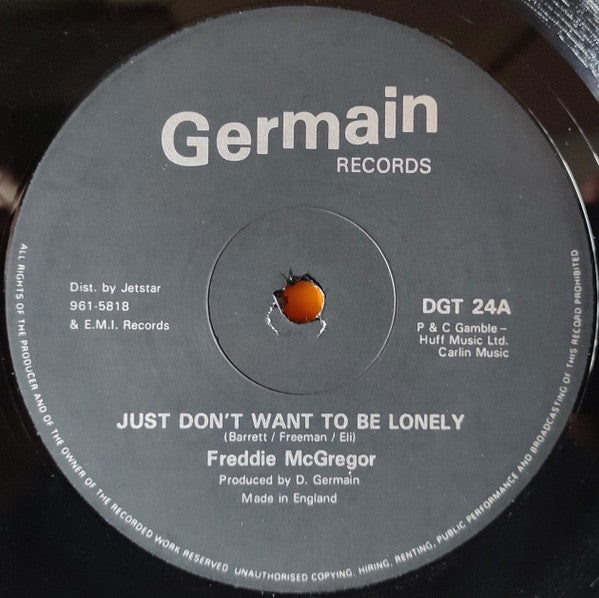 Germain
RECORDS
Dist. by Jetstar
961-5818
& E.M.I. Records
DGT 24A
P & C Gamble –
Huff Music Ltd.
Carlin Music
JUST DON'T WANT TO BE LONELY
(Barrett / Freeman / Eli)
Freddie McGregor
Produced by D. Germain
Made in England
ALL RIGHTS OF THE PRODUCER AND OF THE OWNER OF THE RECORDED WORK RESERVED UNAUTHORISED COPYING, HIRING, RENTING, PUBLIC PERFORMANCE AND BROADCASTING OF THIS RECORD PROHIBITED